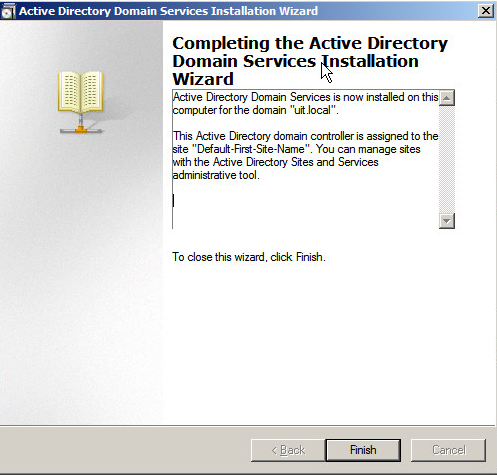 Active Directory Domain Services Installation Wizard
Completing the Active Directory
Domain Services Installation
Wizard
Active Directory Domain Services is now installed on this
computer for the domain "uit.local".
This Active Directory domain controller is assigned to the
site "Default-First-Site-Name". You can manage sites
with the Active Directory Sites and Services
administrative tool.
To close this wizard, click Finish.
< Back
Finish
Cancel